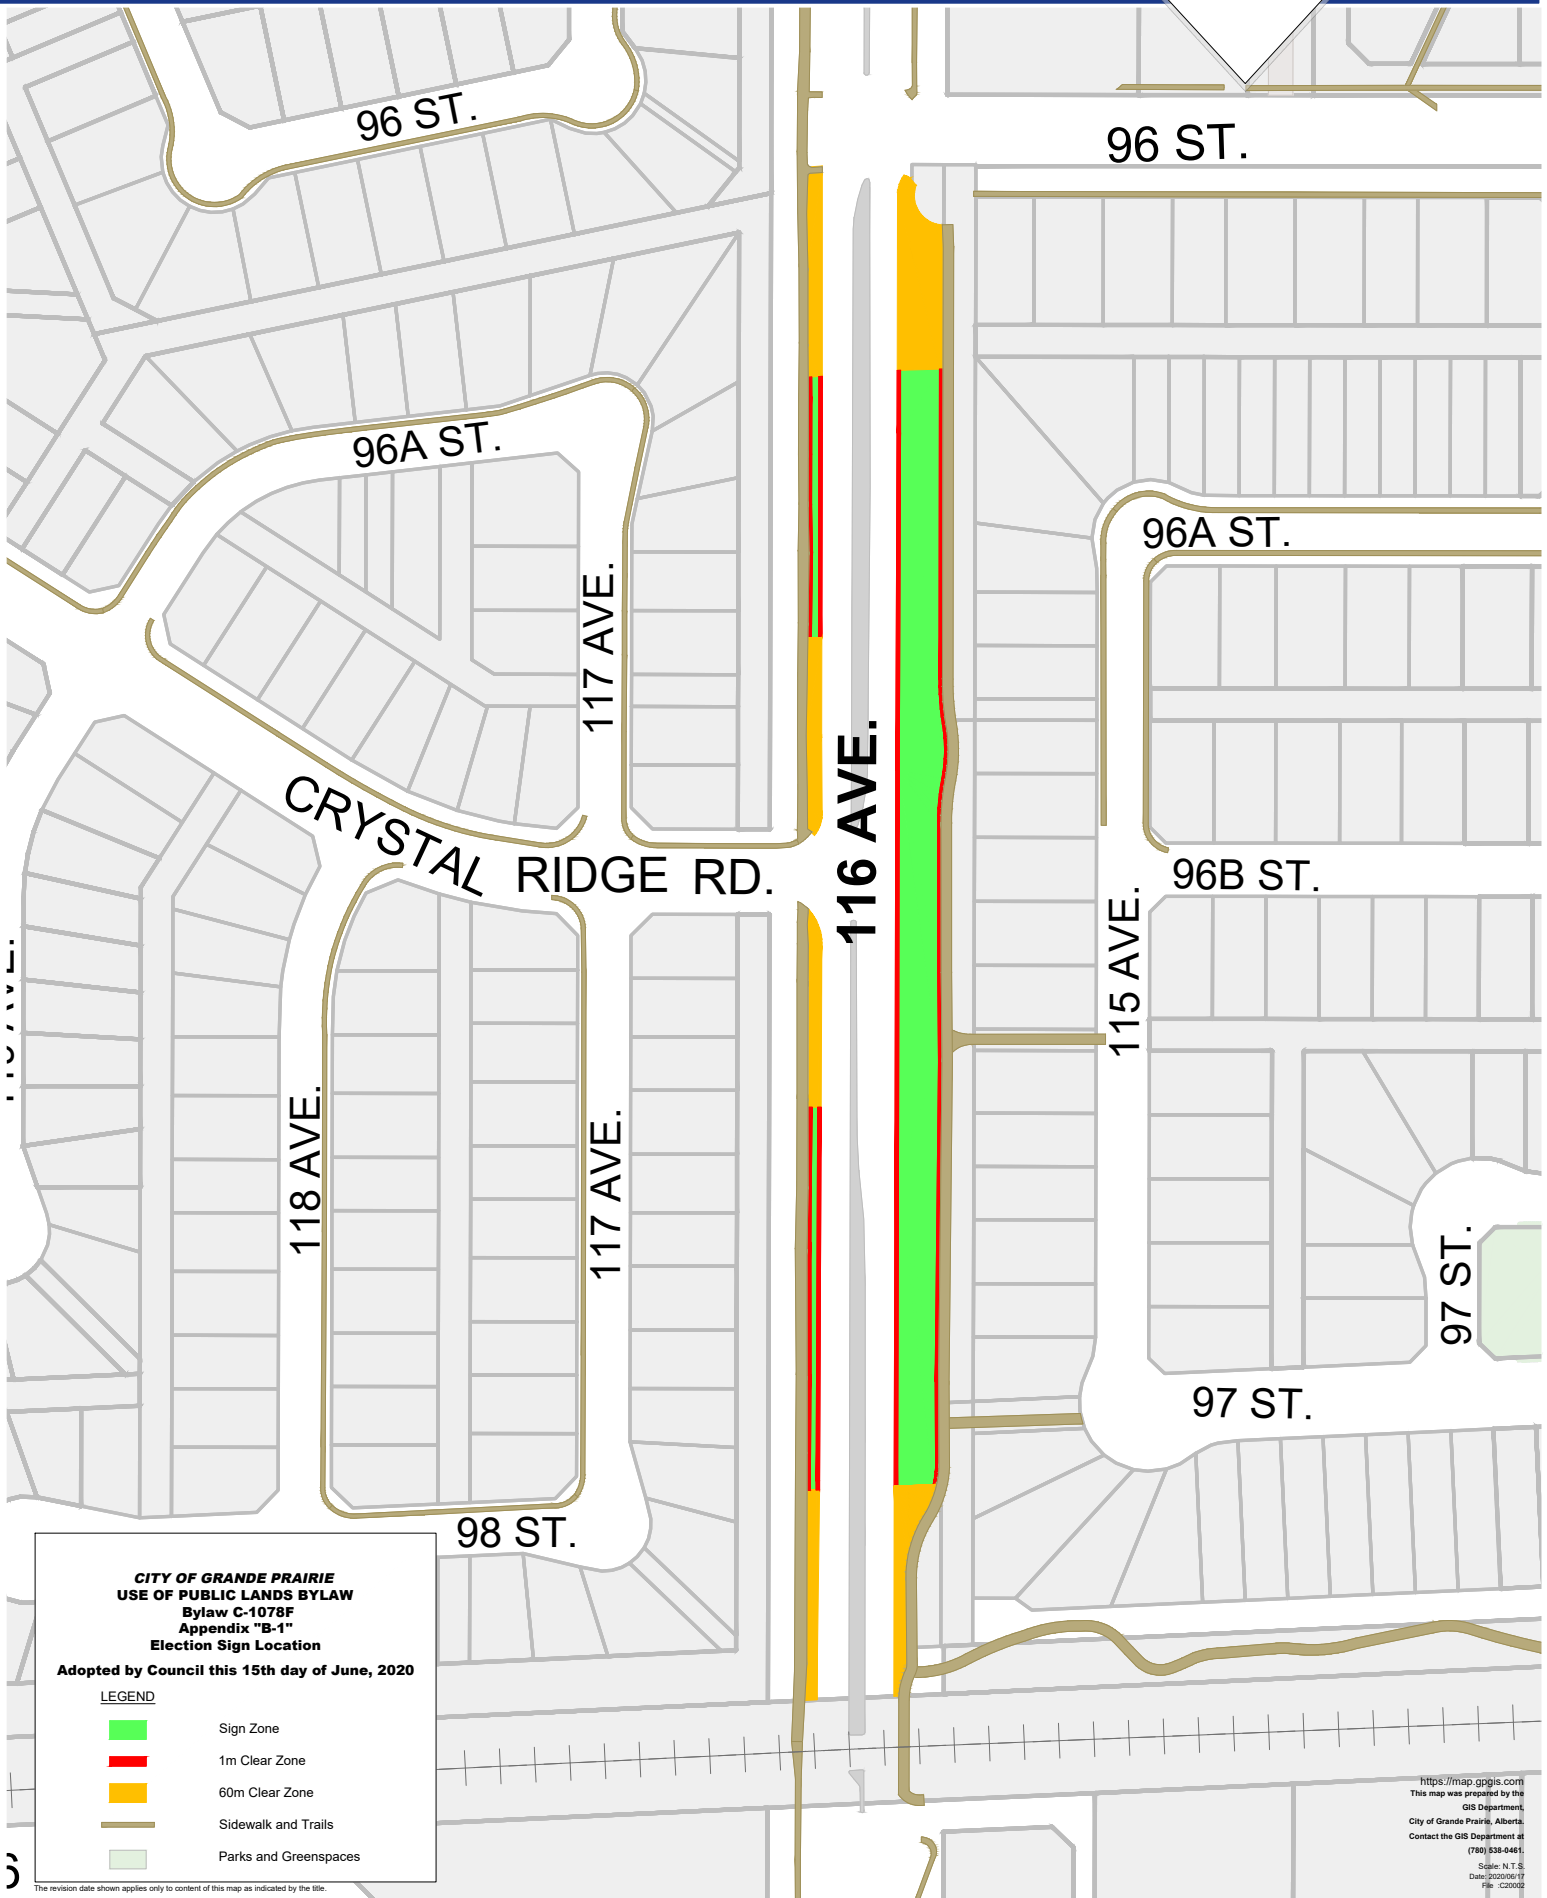 96 ST.
96 ST.
96A ST.
96A ST.
117 AVE.
116 AVE.
CRYSTAL RIDGE RD.
96B ST.
115 AVE.
118 AVE.
117 AVE.
97 ST.
97 ST.
98 ST.
CITY OF GRANDE PRAIRIE
USE OF PUBLIC LANDS BYLAW
Bylaw C-1078F
Appendix "B-1"
Election Sign Location
Adopted by Council this 15th day of June, 2020
LEGEND
Sign Zone
1m Clear Zone
60m Clear Zone
Sidewalk and Trails
Parks and Greenspaces
The revision date shown applies only to content of this map as indicated by the title.
https://map.gpgis.com
This map was prepared by the
GIS Department,
City of Grande Prairie, Alberta.
Contact the GIS Department at
(780) 538-0461.
Scale: N.T.S.
Date: 2020/06/17
File :C20002